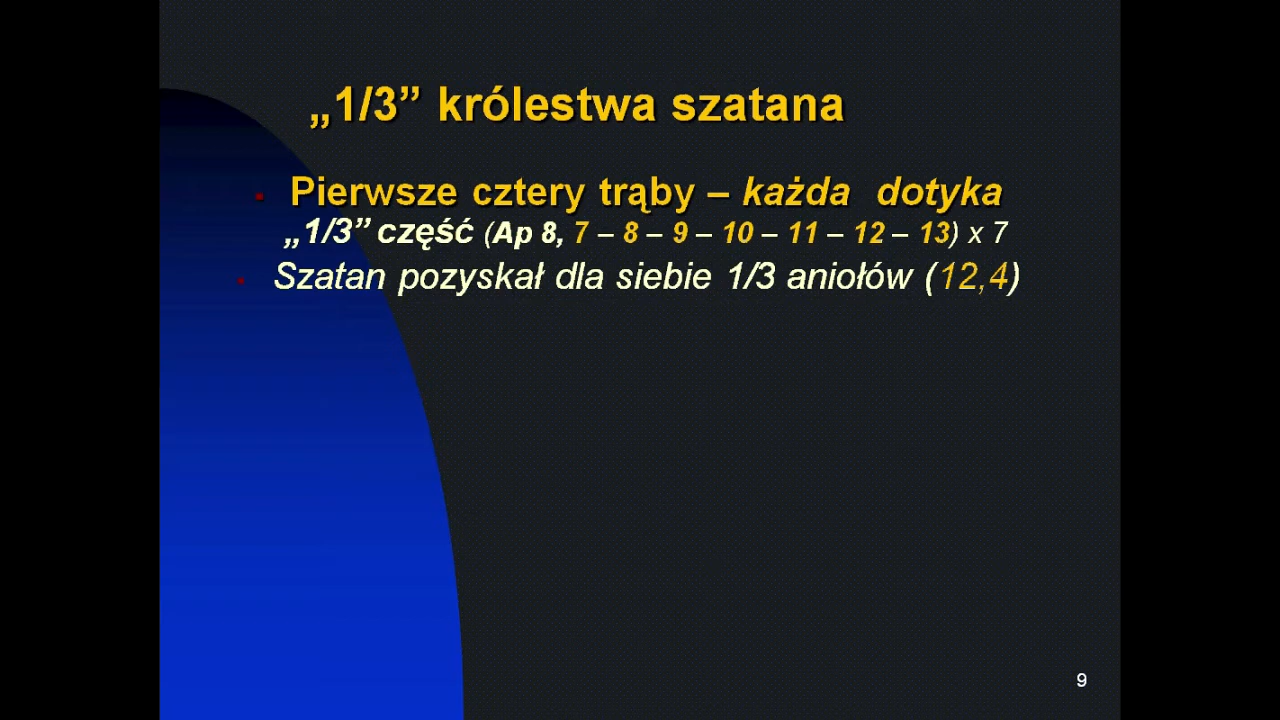 „1/3” królestwa szatana
▪ Pierwsze cztery trąby – każda dotyka
„1/3” część (Ap 8, 7 – 8 – 9 – 10 – 11 – 12 – 13) x 7
▪ Szatan pozyskał dla siebie 1/3 aniołów (12,4)
9